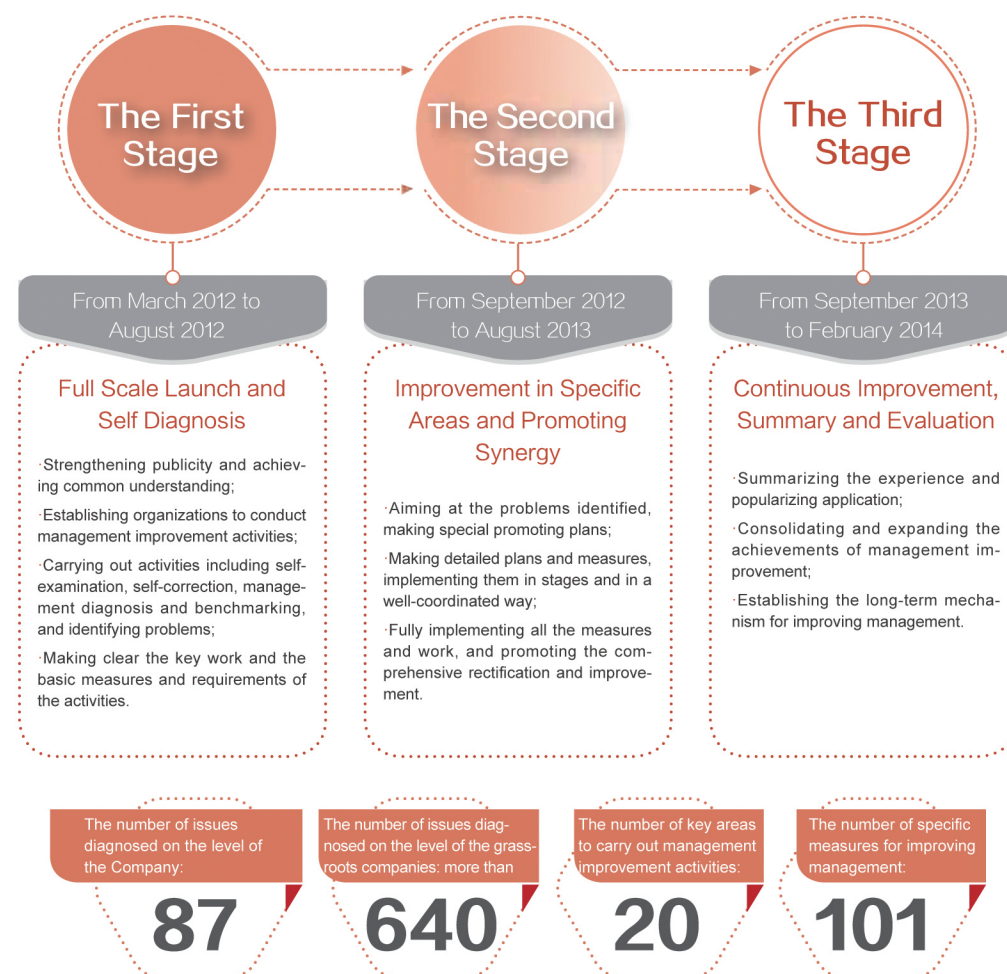 The First
Stage
The Second
Stage
The Third
Stage
From March 2012 to
August 2012
From September 2012
to August 2013
From September 2013
to February 2014
Full Scale Launch and
Self Diagnosis
·Strengthening publicity and achiev-
ing common understanding;
·Establishing organizations to conduct
management improvement activities;
·Carrying out activities including self-
examination, self-correction, manage-
ment diagnosis and benchmarking,
and identifying problems;
·Making clear the key work and the
basic measures and requirements of
the activities.
Improvement in Specific
Areas and Promoting
Synergy
·Aiming at the problems identified,
making special promoting plans;
·Making detailed plans and measures,
implementing them in stages and in a
well-coordinated way;
·Fully implementing all the measures
and work, and promoting the com-
prehensive rectification and improve-
ment.
Continuous Improvement,
Summary and Evaluation
·Summarizing the experience and
popularizing application;
·Consolidating and expanding the
achievements of management im-
provement;
·Establishing the long-term mecha-
nism for improving management.
The number of issues
diagnosed on the level of
the Company:
87
The number of issues diag-
nosed on the level of the grass-
roots companies: more than
640
The number of key areas
to carry out management
improvement activities:
20
The number of specific
measures for improving
management:
101